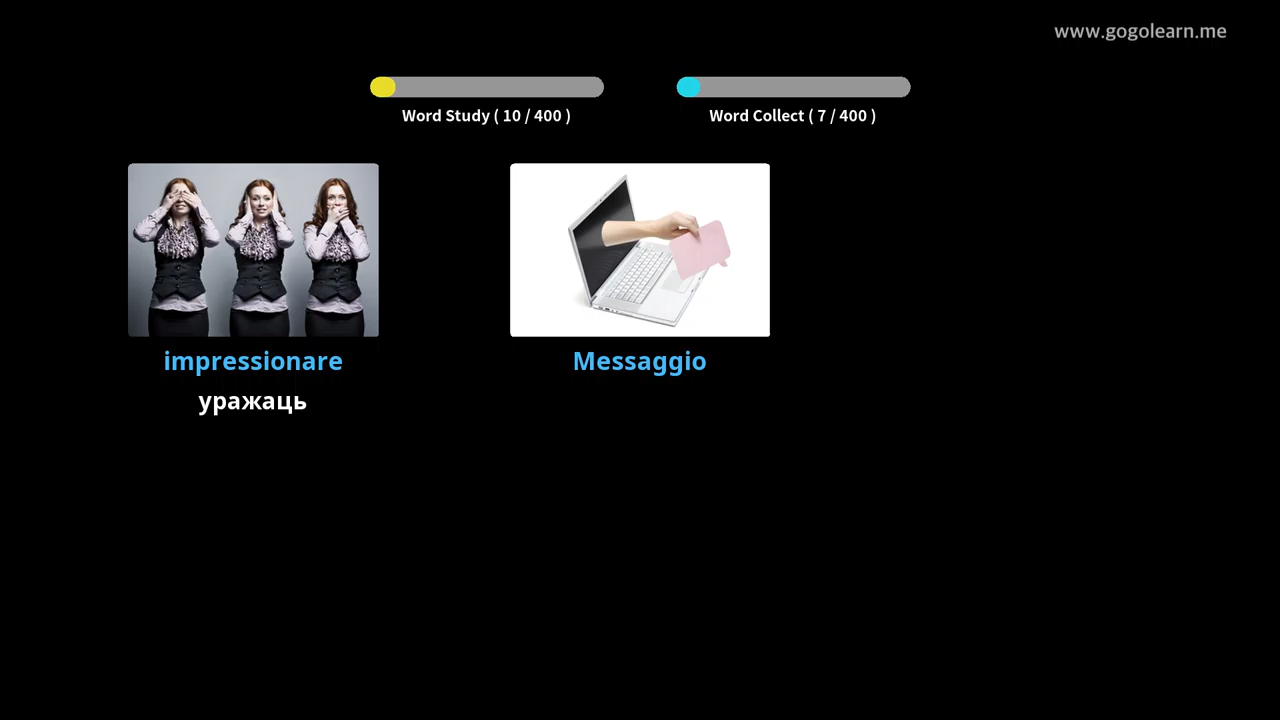 www.gogolearn.me
Word Study ( 10 / 400 )
Word Collect ( 7 / 400 )
impressionare
уражаць
Messaggio